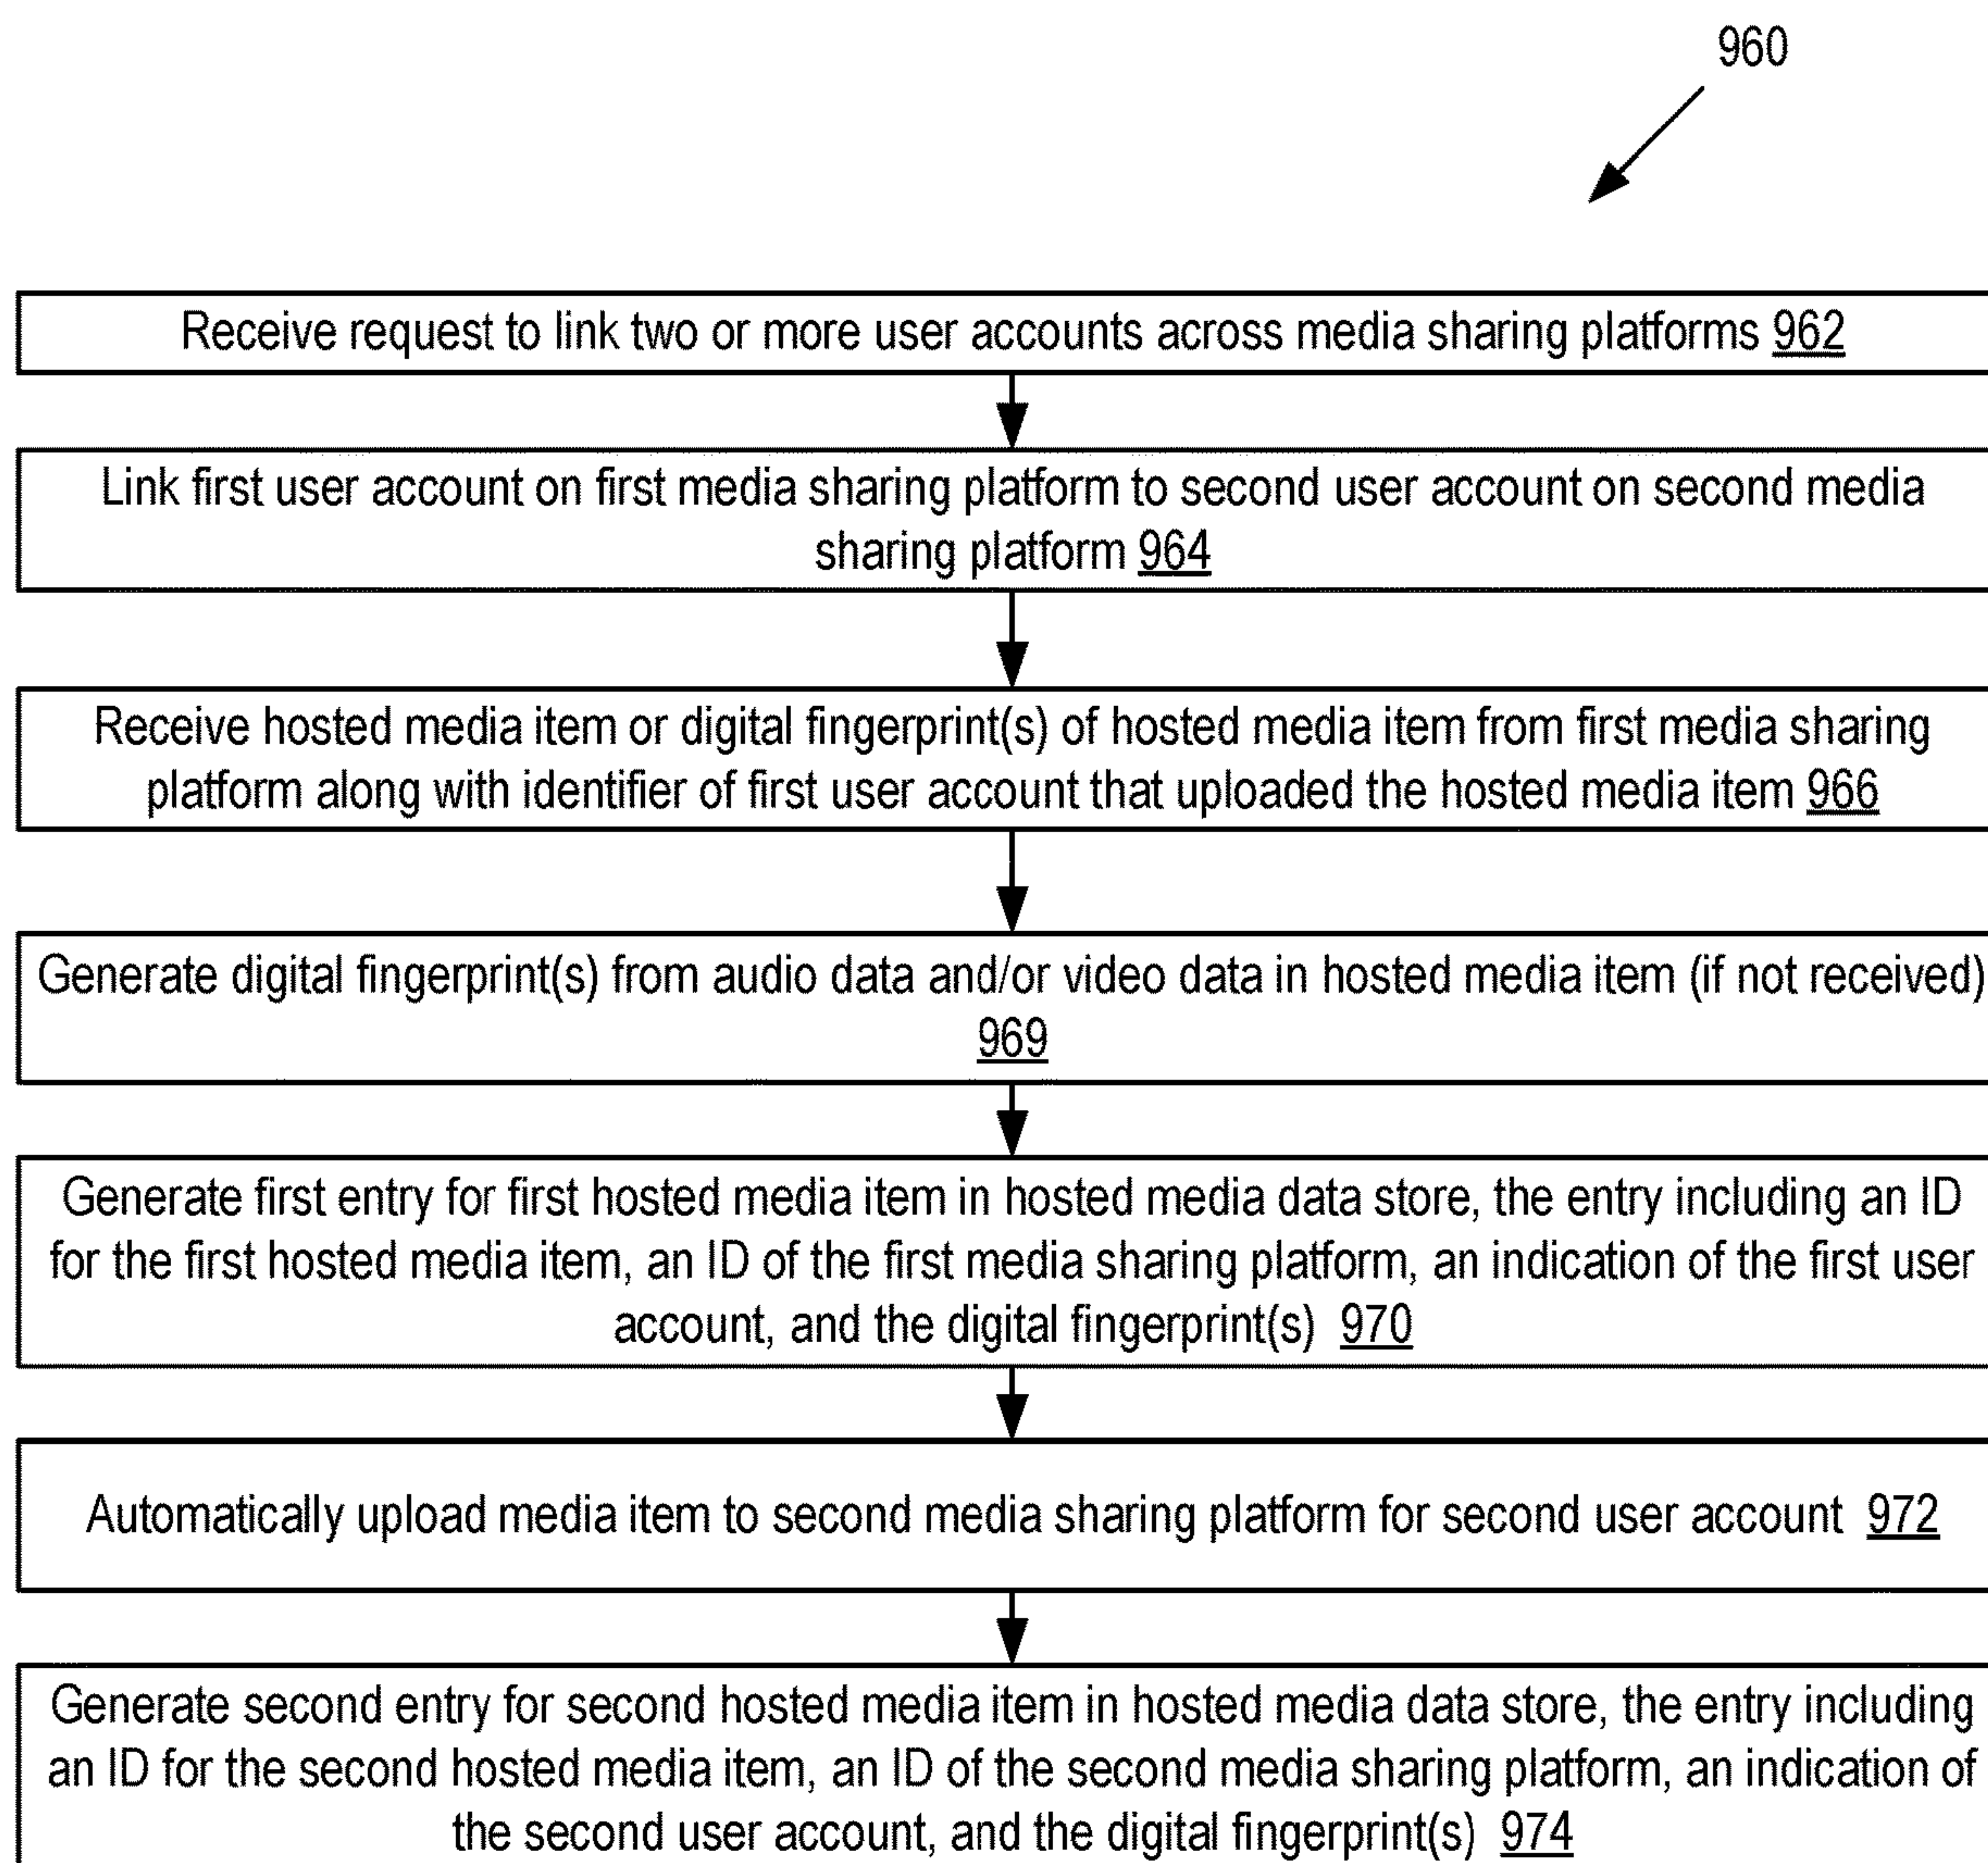 960
Receive request to link two or more user accounts across media sharing platforms 962
Link first user account on first media sharing platform to second user account on second media
sharing platform 964
Receive hosted media item or digital fingerprint(s) of hosted media item from first media sharing
platform along with identifier of first user account that uploaded the hosted media item 966
Generate digital fingerprint(s) from audio data and/or video data in hosted media item (if not received)
969
Generate first entry for first hosted media item in hosted media data store, the entry including an ID
for the first hosted media item, an ID of the first media sharing platform, an indication of the first user
account, and the digital fingerprint(s) 970
Automatically upload media item to second media sharing platform for second user account 972
Generate second entry for second hosted media item in hosted media data store, the entry including
an ID for the second hosted media item, an ID of the second media sharing platform, an indication of
the second user account, and the digital fingerprint(s) 974